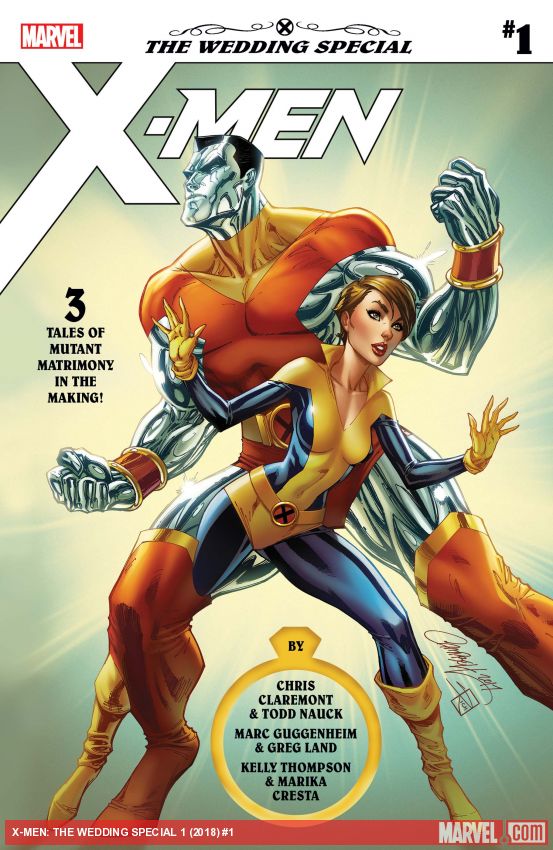 MARVEL
THE WEDDING SPECIAL
#1
X-MEN
3
TALES OF
MUTANT
MATRIMONY
IN THE
MAKING!
BY
CHRIS
CLAREMONT
& TODD NAUCK
MARC GUGGENHEIM
& GREG LAND
KELLY THOMPSON
& MARIKA
CRESTA
X-MEN: THE WEDDING SPECIAL 1 (2018) #1
MARVEL.COM